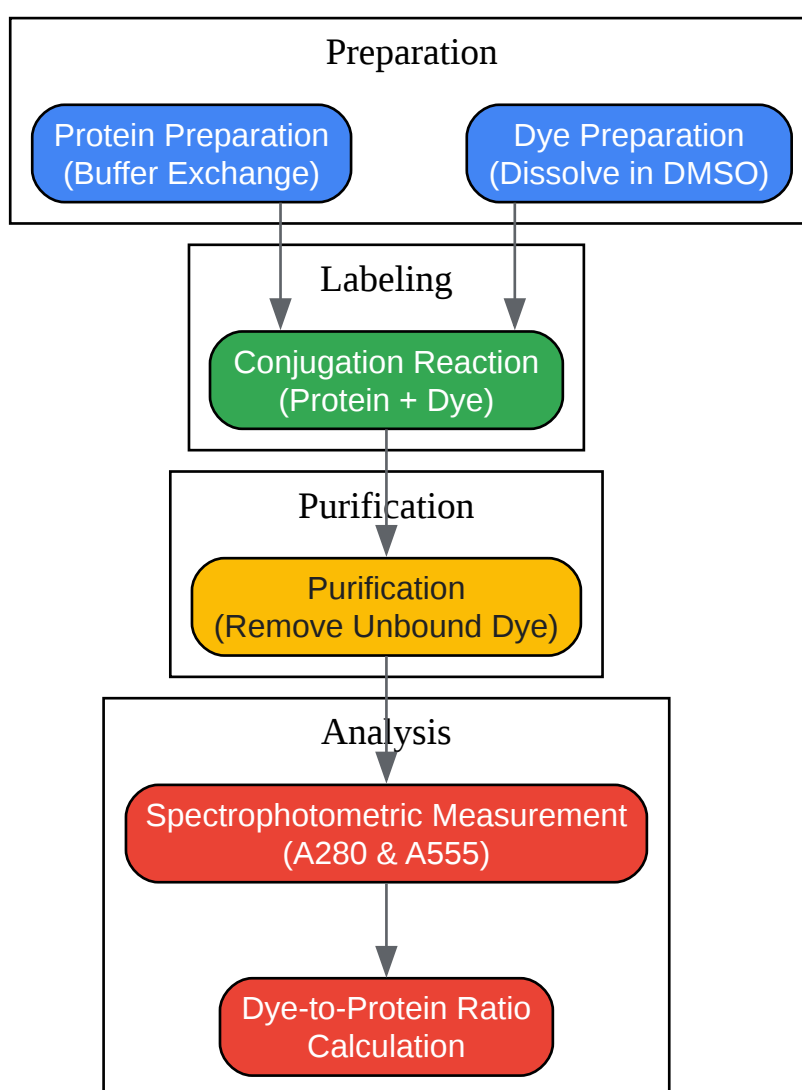 Preparation
Protein Preparation
(Buffer Exchange)
Dye Preparation
(Dissolve in DMSO)
Labeling
Conjugation Reaction
(Protein + Dye)
Purification
Purification
(Remove Unbound Dye)
Analysis
Spectrophotometric Measurement
(A280 & A555)
Dye-to-Protein Ratio
Calculation